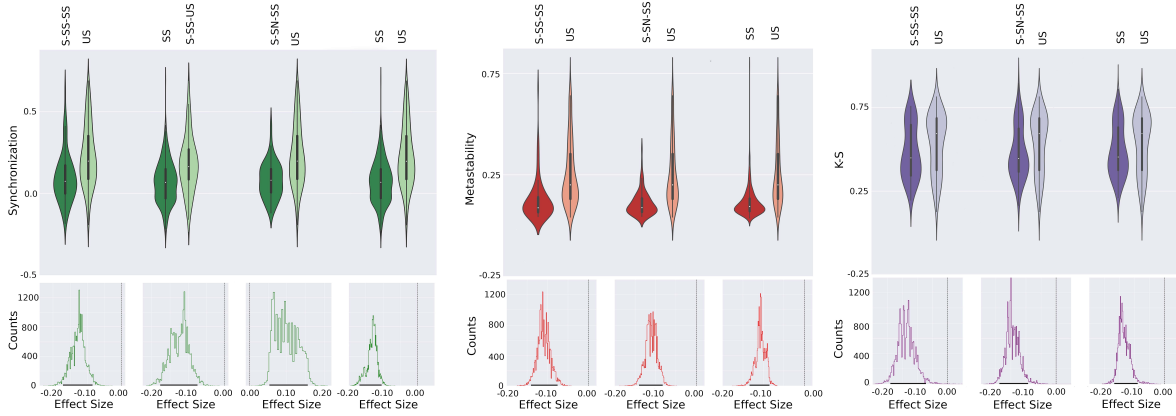 S-SS-SS US SS S-SS-US S-SN-SS US SS US
Synchronization
0.5
0.0
-0.5
Counts
1200
800
400
0
-0.20 -0.10 0.00 -0.20 -0.10 0.00 0.00 0.10 0.20 -0.20 -0.10 0.00
Effect Size Effect Size Effect Size Effect Size
S-SS-SS US S-SN-SS US SS US
Metastability
0.75
0.25
-0.25
Counts
1200
800
400
0
-0.20 -0.10 0.00 -0.20 -0.10 0.00 -0.20 -0.10 0.00
Effect Size Effect Size Effect Size
S-SS-SS US S-SN-SS US SS US
K-S
0.75
0.25
-0.25
Counts
1200
800
400
0
-0.20 -0.10 0.00 -0.20 -0.10 0.00 -0.20 -0.10 0.00
Effect Size Effect Size Effect Size